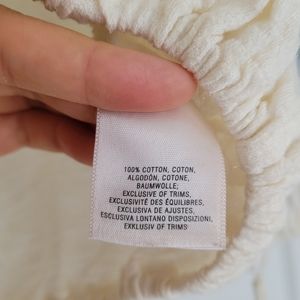 100% COTTON, COTON,
ALGODÓN, COTONE,
BAUMWOLLE;
EXCLUSIVE OF TRIMS
EXCLUSIVITÉ DES ÉQUILIBRES,
EXCLUSIVA DE AJUSTES,
ESCLUSIVA LONTANO DISPOSIZIONI,
EXKLUSIV OF TRIMS